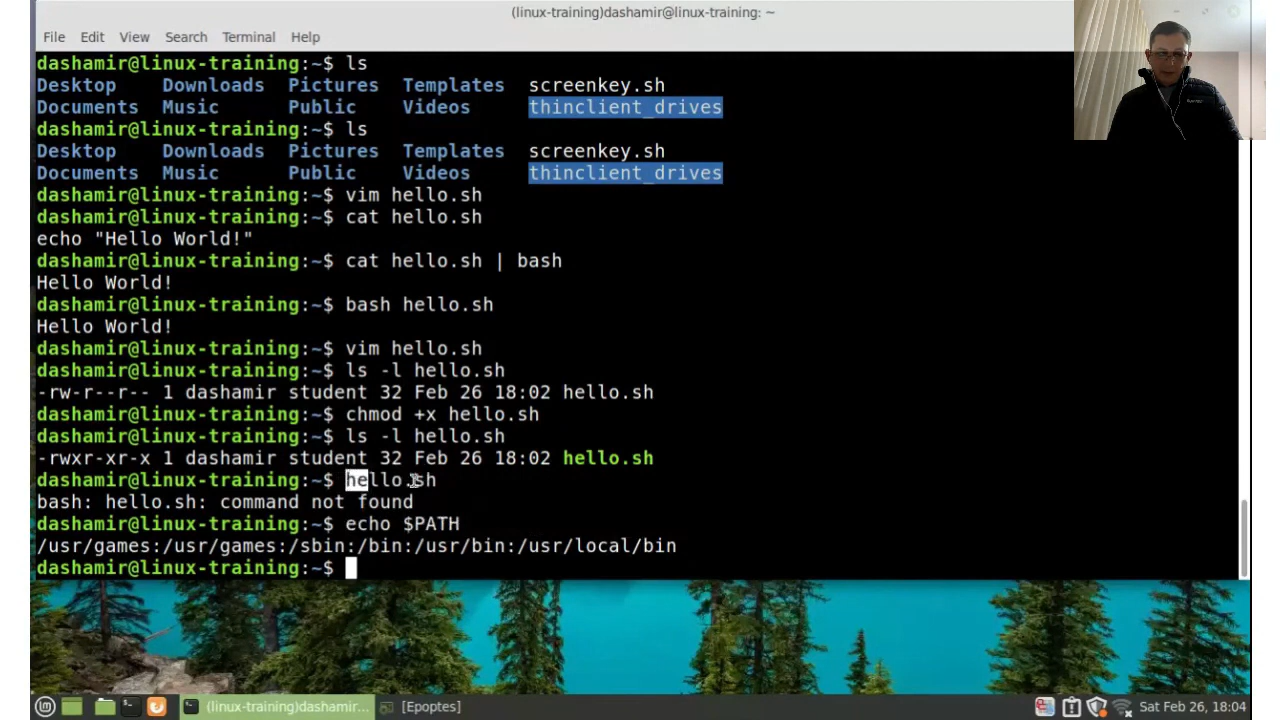 (linux-training)dashamir@linux-training: ~
File Edit View Search Terminal Help
dashamir@linux-training:~$ ls
Desktop Downloads Pictures Templates screenkey.sh
Documents Music Public Videos thinclient_drives
dashamir@linux-training:~$ ls
Desktop Downloads Pictures Templates screenkey.sh
Documents Music Public Videos thinclient_drives
dashamir@linux-training:~$ vim hello.sh
dashamir@linux-training:~$ cat hello.sh
echo "Hello World!"
dashamir@linux-training:~$ cat hello.sh | bash
Hello World!
dashamir@linux-training:~$ bash hello.sh
Hello World!
dashamir@linux-training:~$ vim hello.sh
dashamir@linux-training:~$ ls -l hello.sh
-rw-r--r-- 1 dashamir student 32 Feb 26 18:02 hello.sh
dashamir@linux-training:~$ chmod +x hello.sh
dashamir@linux-training:~$ ls -l hello.sh
-rwxr-xr-x 1 dashamir student 32 Feb 26 18:02 hello.sh
dashamir@linux-training:~$ hello.sh
bash: hello.sh: command not found
dashamir@linux-training:~$ echo $PATH
/usr/games:/usr/games:/sbin:/bin:/usr/bin:/usr/local/bin
dashamir@linux-training:~$
(linux-training)dashamir... [Epoptes] Sat Feb 26, 18:04